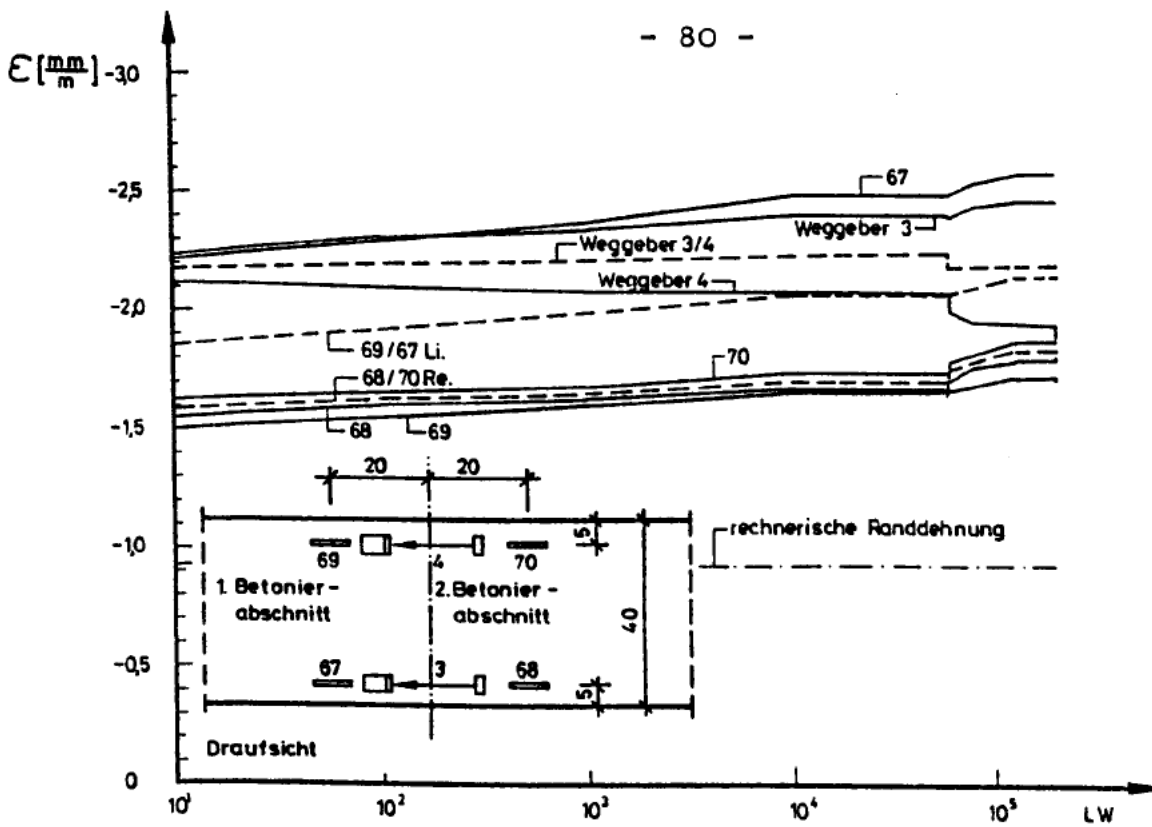 - 80 -
ε [mm/m]
-3,0
-2,5
67
Weggeber 3
Weggeber 3/4
Weggeber 4
-2,0
69/67 Li.
70
68/70 Re.
68
69
-1,5
20
20
5
rechnerische Randdehnung
-1,0
69
4
70
1. Betonier-
abschnitt
2. Betonier-
abschnitt
40
-0,5
67
3
68
5
Draufsicht
0
10¹
10²
10³
10⁴
10⁵
LW